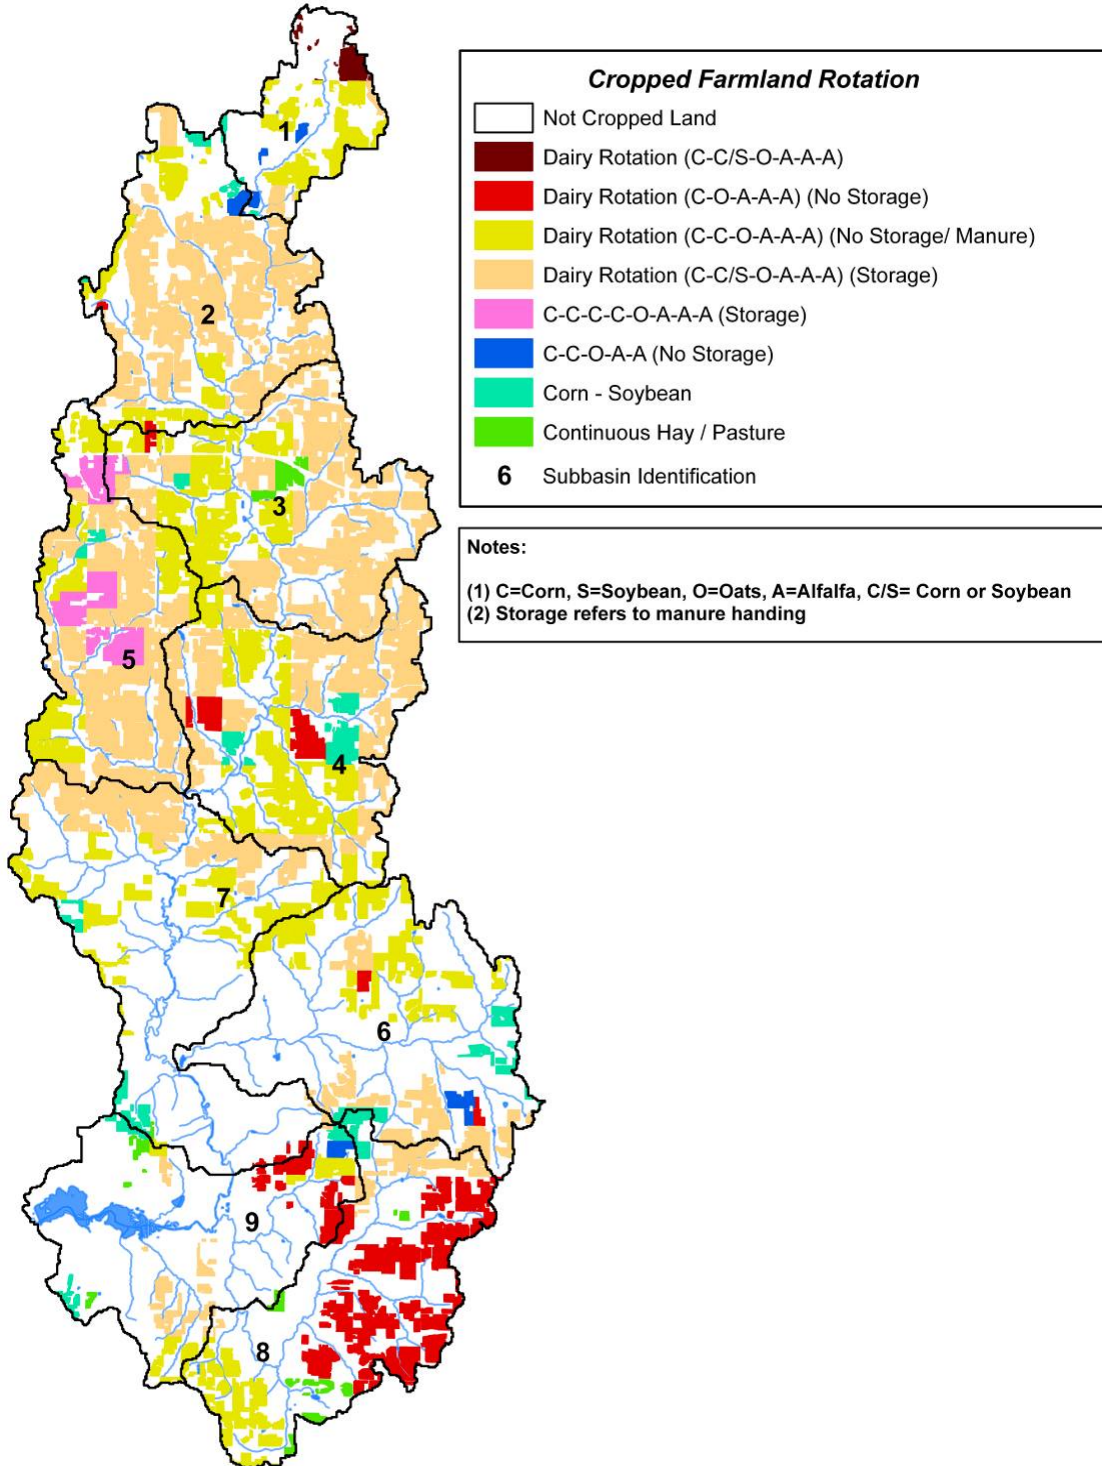 Cropped Farmland Rotation
Not Cropped Land
Dairy Rotation (C-C/S-O-A-A-A)
Dairy Rotation (C-O-A-A-A) (No Storage)
Dairy Rotation (C-C-O-A-A-A) (No Storage/ Manure)
Dairy Rotation (C-C/S-O-A-A-A) (Storage)
C-C-C-C-O-A-A-A (Storage)
C-C-O-A-A (No Storage)
Corn - Soybean
Continuous Hay / Pasture
6 Subbasin Identification
Notes:
(1) C=Corn, S=Soybean, O=Oats, A=Alfalfa, C/S= Corn or Soybean
(2) Storage refers to manure handing
1
2
3
5
4
7
6
9
8